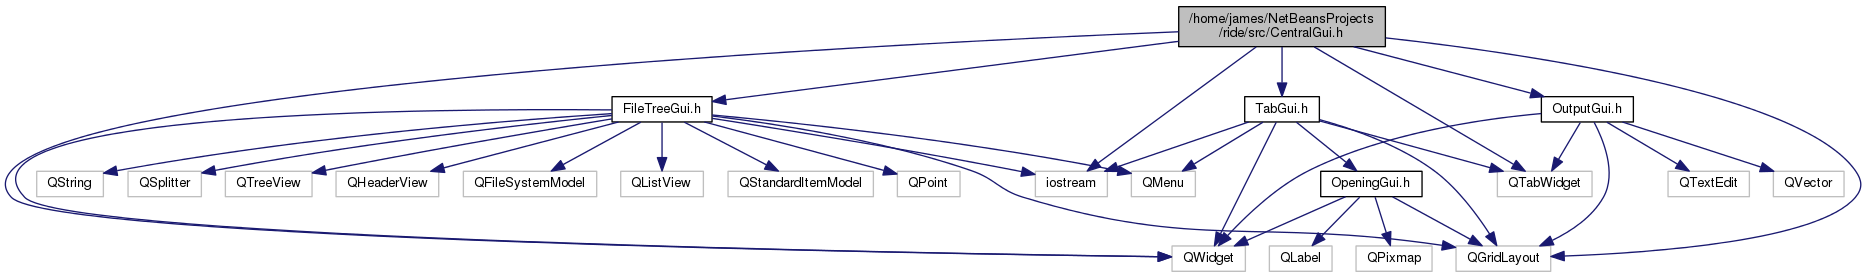 /home/james/NetBeansProjects
/ride/src/CentralGui.h
FileTreeGui.h
TabGui.h
OutputGui.h
QString
QSplitter
QTreeView
QHeaderView
QFileSystemModel
QListView
QStandardItemModel
QPoint
iostream
QMenu
OpeningGui.h
QTabWidget
QTextEdit
QVector
QWidget
QLabel
QPixmap
QGridLayout